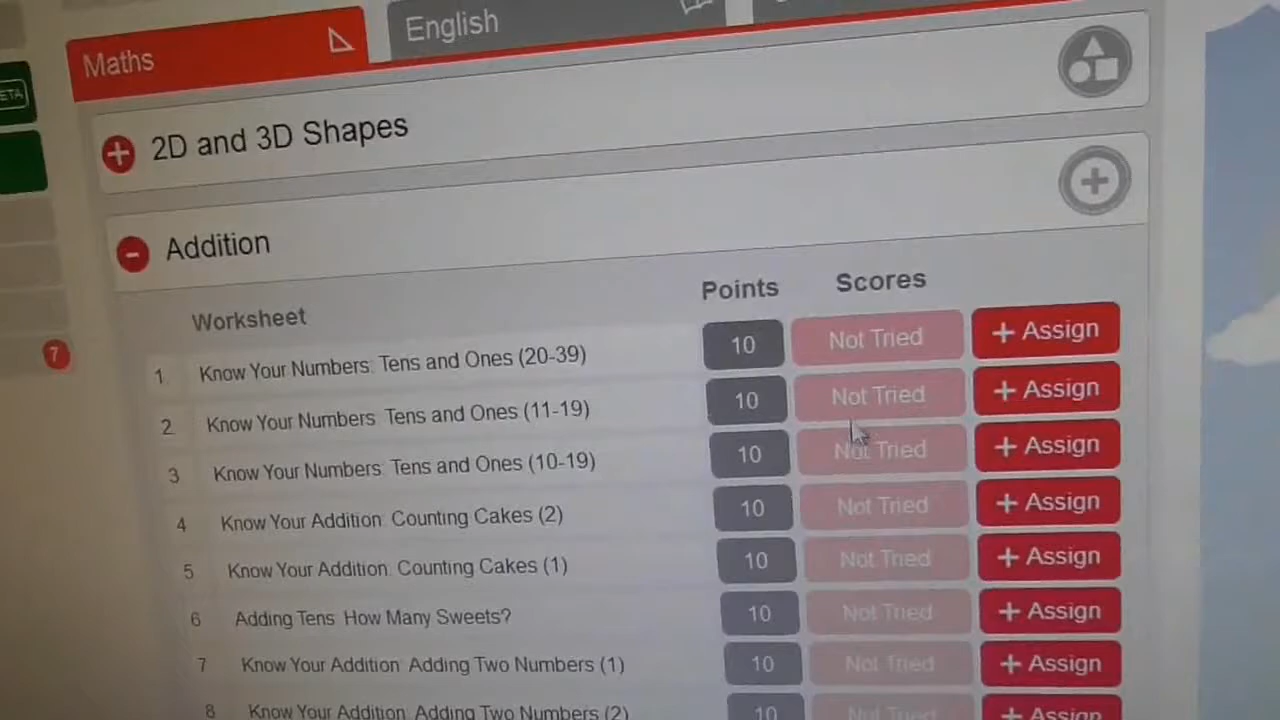 Maths
English
ETA
2D and 3D Shapes
Addition
Worksheet Points Scores
1 Know Your Numbers: Tens and Ones (20-39) 10 Not Tried + Assign
2 Know Your Numbers: Tens and Ones (11-19) 10 Not Tried + Assign
3 Know Your Numbers: Tens and Ones (10-19) 10 Not Tried + Assign
7
4 Know Your Addition: Counting Cakes (2) 10 Not Tried + Assign
5 Know Your Addition: Counting Cakes (1) 10 Not Tried + Assign
6 Adding Tens: How Many Sweets? 10 Not Tried + Assign
7 Know Your Addition: Adding Two Numbers (1) 10 Not Tried + Assign
8 Know Your Addition: Adding Two Numbers (2) 10 Not Tried + Assign